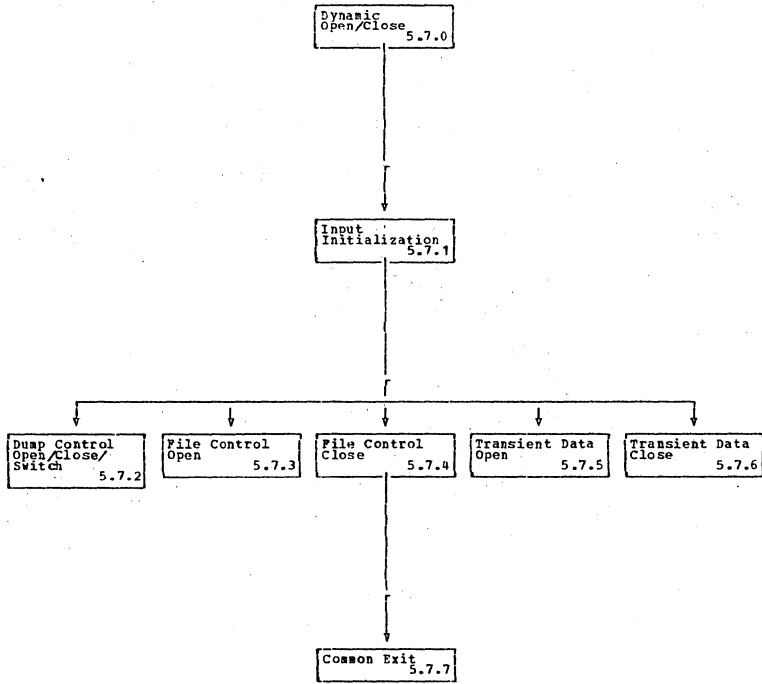 Dynamic
Open/Close
5.7.0
Input
Initialization
5.7.1
Dump Control
Open/Close/
Switch
5.7.2
File Control
Open
5.7.3
File Control
Close
5.7.4
Transient Data
Open
5.7.5
Transient Data
Close
5.7.6
Common Exit
5.7.7